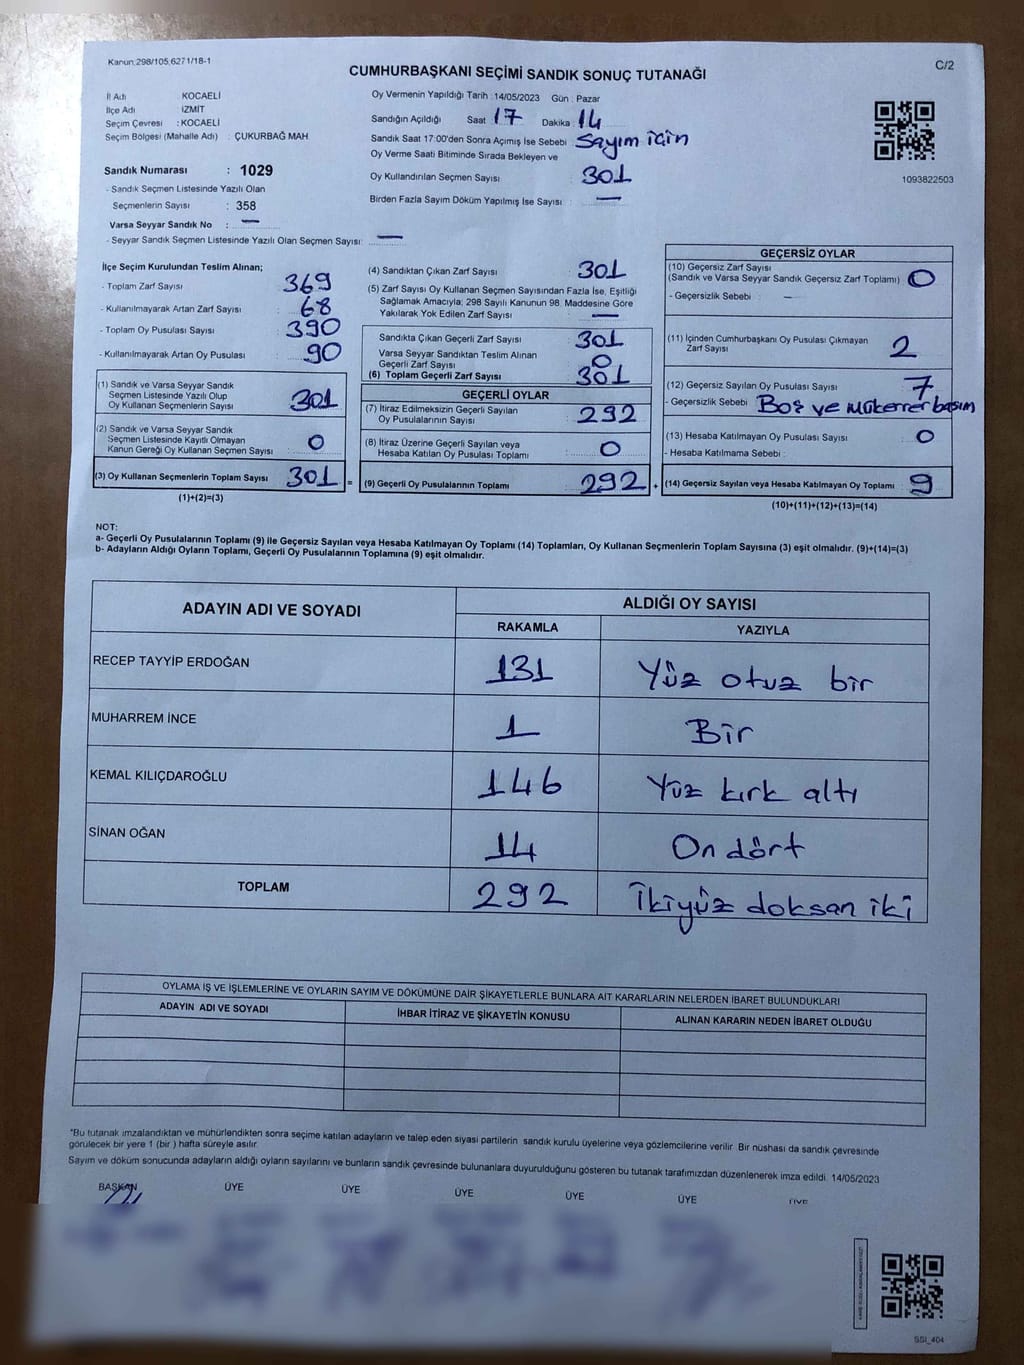 Kanun:298/105,6271/18-1
C/2
CUMHURBAŞKANI SEÇİMİ SANDIK SONUÇ TUTANAĞI
İl Adı : KOCAELİ
İlçe Adı : İZMİT
Seçim Çevresi : KOCAELİ
Seçim Bölgesi (Mahalle Adı) : ÇUKURBAĞ MAH
Sandık Numarası : 1029
- Sandık Seçmen Listesinde Yazılı Olan
Seçmenlerin Sayısı : 358
Varsa Seyyar Sandık No : —
- Seyyar Sandık Seçmen Listesinde Yazılı Olan Seçmen Sayısı: —
Oy Vermenin Yapıldığı Tarih : 14/05/2023 Gün : Pazar
Sandığın Açıldığı Saat 17 Dakika : 14
Sandık Saat 17:00'den Sonra Açımış İse Sebebi : Sayım için
Oy Verme Saati Bitiminde Sırada Bekleyen ve
Oy Kullandırılan Seçmen Sayısı : 301
Birden Fazla Sayım Döküm Yapılmış İse Sayısı : —
1093822503
İlçe Seçim Kurulundan Teslim Alınan;
- Toplam Zarf Sayısı : 369
- Kullanılmayarak Artan Zarf Sayısı : 68
- Toplam Oy Pusulası Sayısı : 390
- Kullanılmayarak Artan Oy Pusulası : 90
(1) Sandık ve Varsa Seyyar Sandık
Seçmen Listesinde Yazılı Olup
Oy Kullanan Seçmenlerin Sayısı : 301
(2) Sandık ve Varsa Seyyar Sandık
Seçmen Listesinde Kayıtlı Olmayan
Kanun Gereği Oy Kullanan Seçmen Sayısı : 0
(3) Oy Kullanan Seçmenlerin Toplam Sayısı 301 =
(1)+(2)=(3)
(4) Sandıktan Çıkan Zarf Sayısı : 301
(5) Zarf Sayısı Oy Kullanan Seçmen Sayısından Fazla İse, Eşitliği
Sağlamak Amacıyla; 298 Sayılı Kanunun 98. Maddesine Göre
Yakılarak Yok Edilen Zarf Sayısı : —
Sandıkta Çıkan Geçerli Zarf Sayısı : 301
Varsa Seyyar Sandıktan Teslim Alınan
Geçerli Zarf Sayısı : 0
(6) Toplam Geçerli Zarf Sayısı : 301
GEÇERLİ OYLAR
(7) İtiraz Edilmeksizin Geçerli Sayılan
Oy Pusulalarının Sayısı : 292
(8) İtiraz Üzerine Geçerli Sayılan veya
Hesaba Katılan Oy Pusulası Toplamı : 0
(9) Geçerli Oy Pusulalarının Toplamı : 292 +
GEÇERSİZ OYLAR
(10) Geçersiz Zarf Sayısı
(Sandık ve Varsa Seyyar Sandık Geçersiz Zarf Toplamı) : 0
- Geçersizlik Sebebi : —
(11) İçinden Cumhurbaşkanı Oy Pusulası Çıkmayan
Zarf Sayısı : 2
(12) Geçersiz Sayılan Oy Pusulası Sayısı : 7
- Geçersizlik Sebebi : Boş ve mükerrer basım
(13) Hesaba Katılmayan Oy Pusulası Sayısı : 0
- Hesaba Katılmama Sebebi :
(14) Geçersiz Sayılan veya Hesaba Katılmayan Oy Toplamı : 9
(10)+(11)+(12)+(13)=(14)
NOT:
a- Geçerli Oy Pusulalarının Toplamı (9) ile Geçersiz Sayılan ve Hesaba Katılmayan Oy Toplamı (14) Toplamları, Oy Kullanan Seçmenlerin Toplam Sayısına (3) eşit olmalıdır. (9)+(14)=(3)
b- Adayların Aldığı Oyların Toplamı, Geçerli Oy Pusulalarının Toplamına (9) eşit olmalıdır.
ADAYIN ADI VE SOYADI ALDIĞI OY SAYISI
RAKAMLA YAZIYLA
RECEP TAYYİP ERDOĞAN 131 Yüz otuz bir
MUHARREM İNCE 1 Bir
KEMAL KILIÇDAROĞLU 146 Yüz kırk altı
SİNAN OĞAN 14 On dört
TOPLAM 292 İkiyüz doksan iki
OYLAMA İŞ VE İŞLEMLERİNE VE OYLARIN SAYIM VE DÖKÜMÜNE DAİR ŞİKAYETLERLE BUNLARA AİT KARARLARIN NELERDEN İBARET BULUNDUKLARI
ADAYIN ADI VE SOYADI İHBAR İTİRAZ VE ŞİKAYETİN KONUSU ALINAN KARARIN NEDEN İBARET OLDUĞU
*Bu tutanak imzalandıktan ve mühürlendikten sonra seçime katılan adayların ve talep eden siyasi partilerin sandık kurulu üyelerine veya gözlemcilerine verilir. Bir nüshası da sandık çevresinde
görülecek bir yere 1 (bir ) hafta süreyle asılır.
Sayım ve döküm sonucunda adayların aldığı oyların sayılarını ve bunların sandık çevresinde bulunanlara duyurulduğunu gösteren bu tutanak tarafımızdan düzenlenerek imza edildi. 14/05/2023
BAŞKAN ÜYE ÜYE ÜYE ÜYE ÜYE ÜYE
SSİ_404